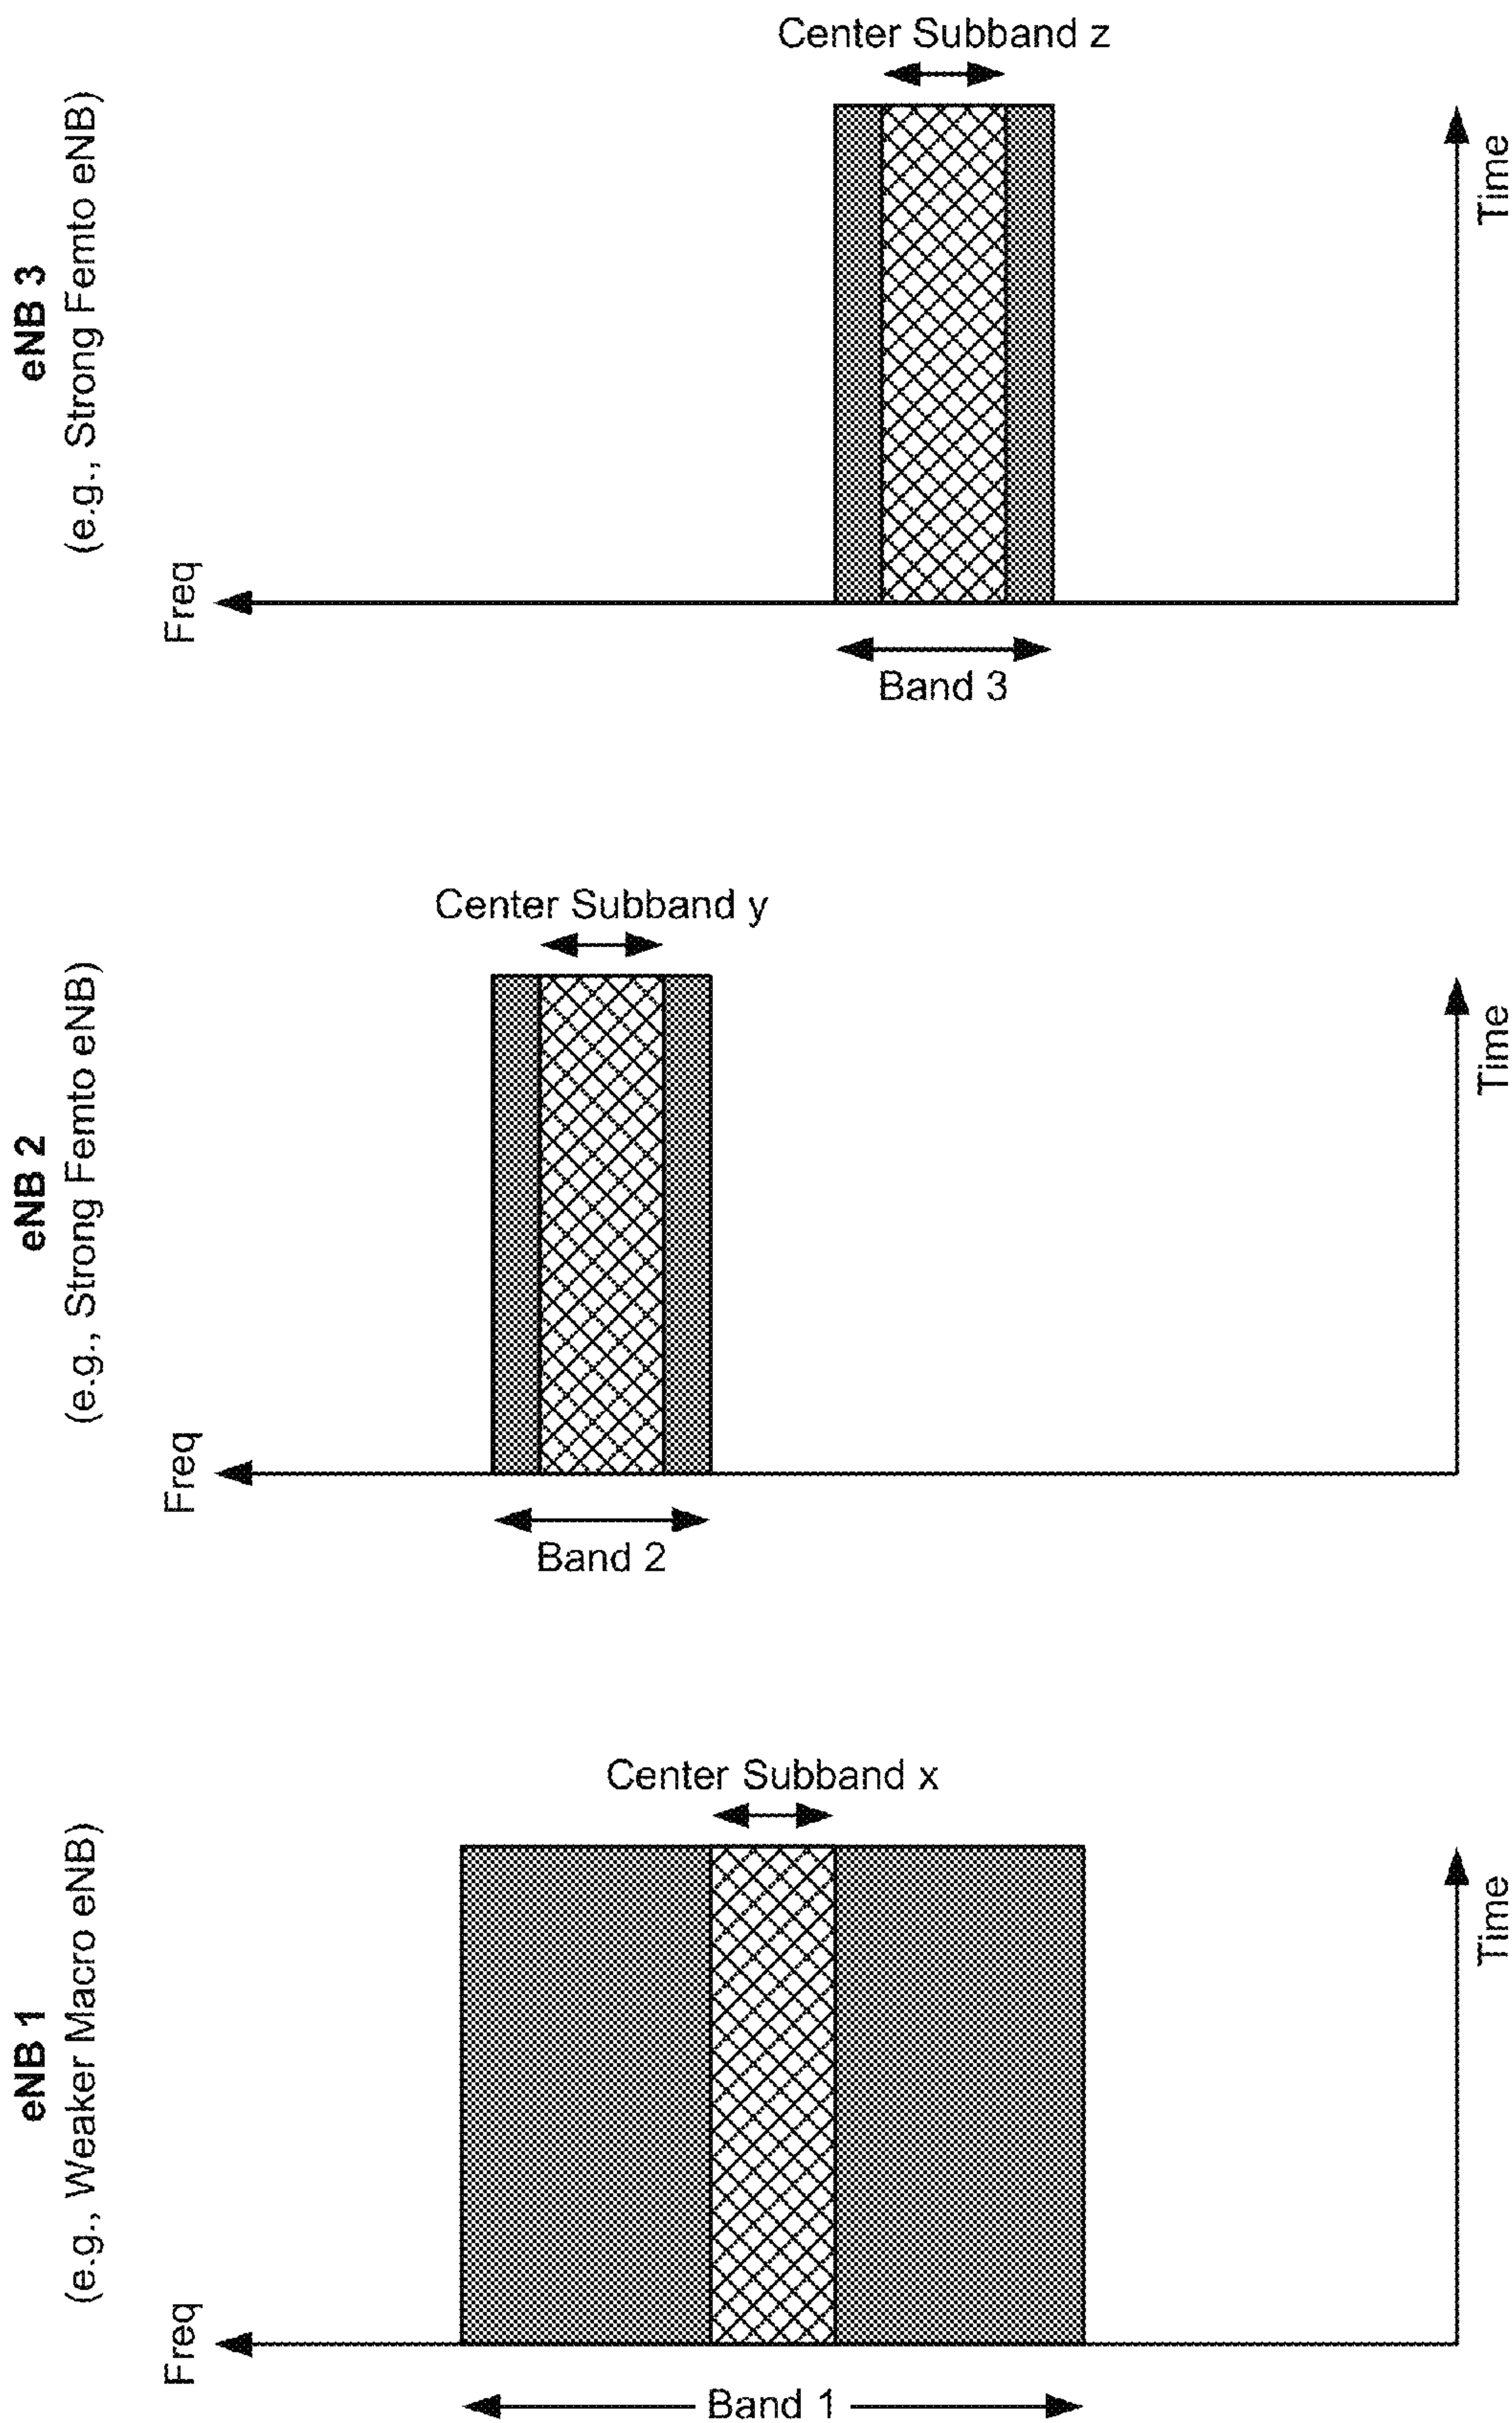 Center Subband z
eNB 3
(e.g., Strong Femto eNB)
Freq
Time
Band 3
Center Subband y
eNB 2
(e.g., Strong Femto eNB)
Freq
Time
Band 2
Center Subband x
eNB 1
(e.g., Weaker Macro eNB)
Freq
Time
Band 1